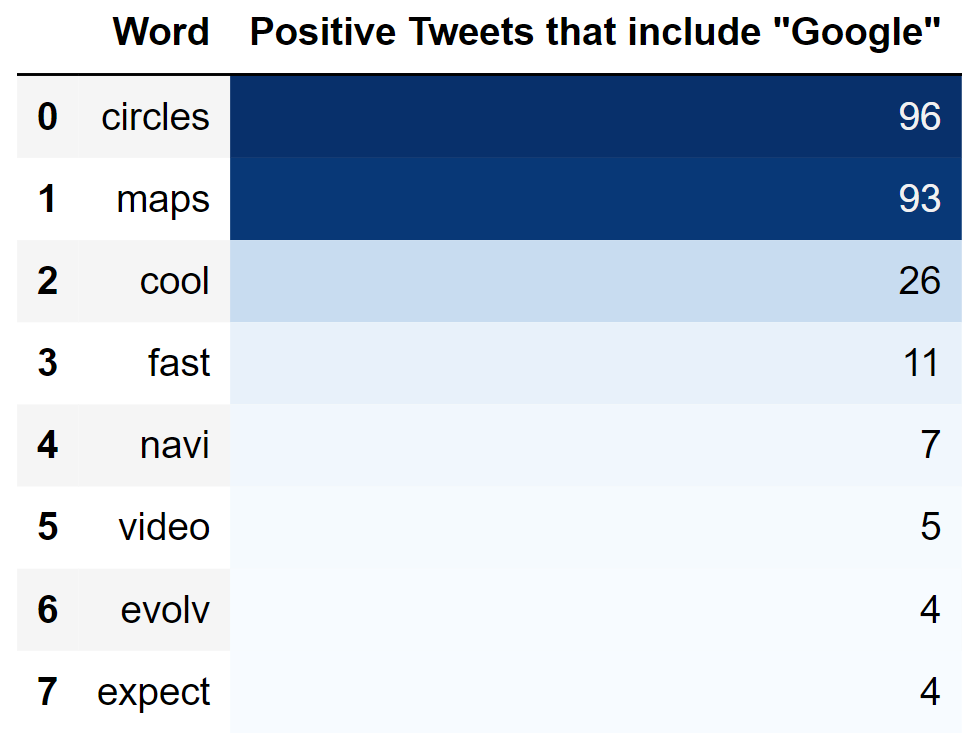 Word Positive Tweets that include "Google"
0 circles 96
1 maps 93
2 cool 26
3 fast 11
4 navi 7
5 video 5
6 evolv 4
7 expect 4